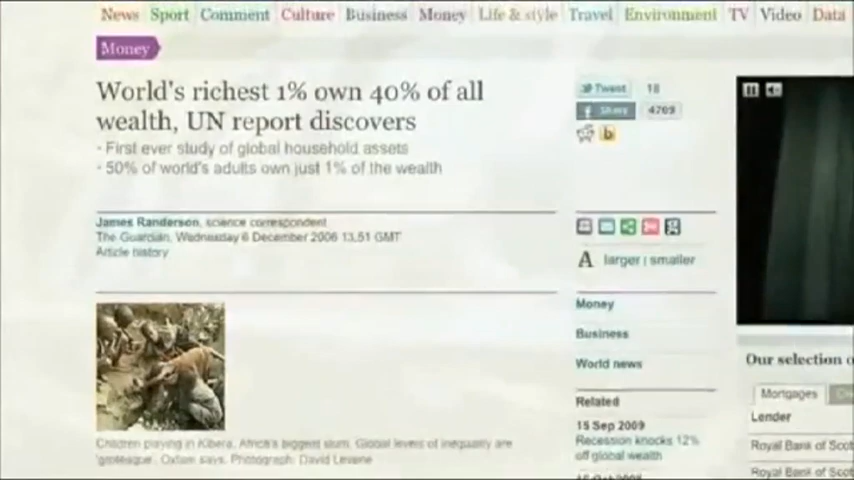 News Sport Comment Culture Business Money Life & style Travel Environment TV Video Data
Money
World's richest 1% own 40% of all
wealth, UN report discovers
- First ever study of global household assets
- 50% of world's adults own just 1% of the wealth
James Randerson, science correspondent
The Guardian, Wednesday 6 December 2006 13.51 GMT
Article history
Children playing in Kibera, Africa's biggest slum. Global levels of inequality are
'grotesque', Oxfam says. Photograph: David Levene
Tweet 18
Share 4709
A larger | smaller
Money
Business
World news
Related
15 Sep 2009
Recession knocks 12%
off global wealth
Our selection o
Mortgages
Lender
Royal Bank of Scot
Royal Bank of Scot